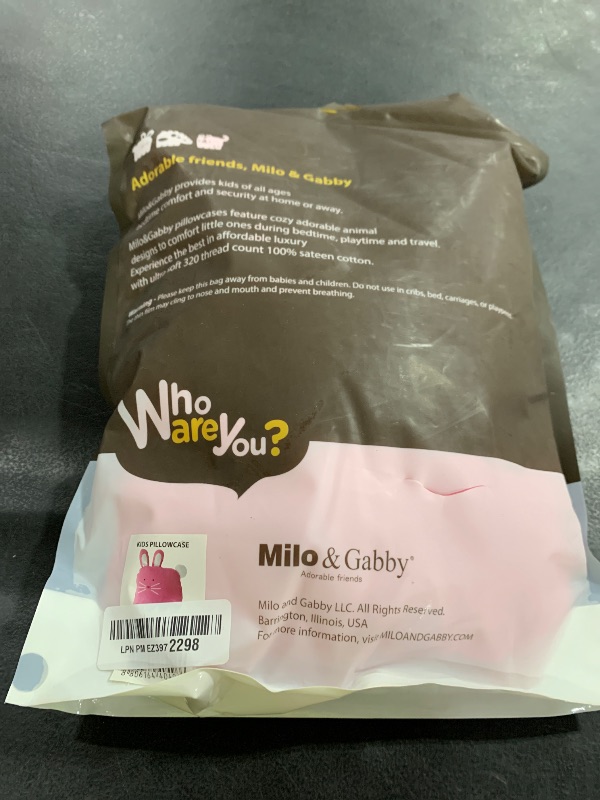 Adorable friends, Milo & Gabby
Milo&Gabby provides kids of all ages
comfort and security at home or away.
Milo&Gabby pillowcases feature cozy adorable animal
designs to comfort little ones during bedtime, playtime and travel.
Experience the best in affordable luxury
with ultra soft 320 thread count 100% sateen cotton.
Warning - Please keep this bag away from babies and children. Do not use in cribs, bed, carriages, or
thin film may cling to nose and mouth and prevent breathing.
Who
are you?
KIDS PILLOWCASE
Milo & Gabby®
Adorable friends
Milo and Gabby LLC. All Rights Reserved.
Barrington, Illinois, USA
For more information, visit MILOANDGABBY.COM
LPN PM EZ397 2298